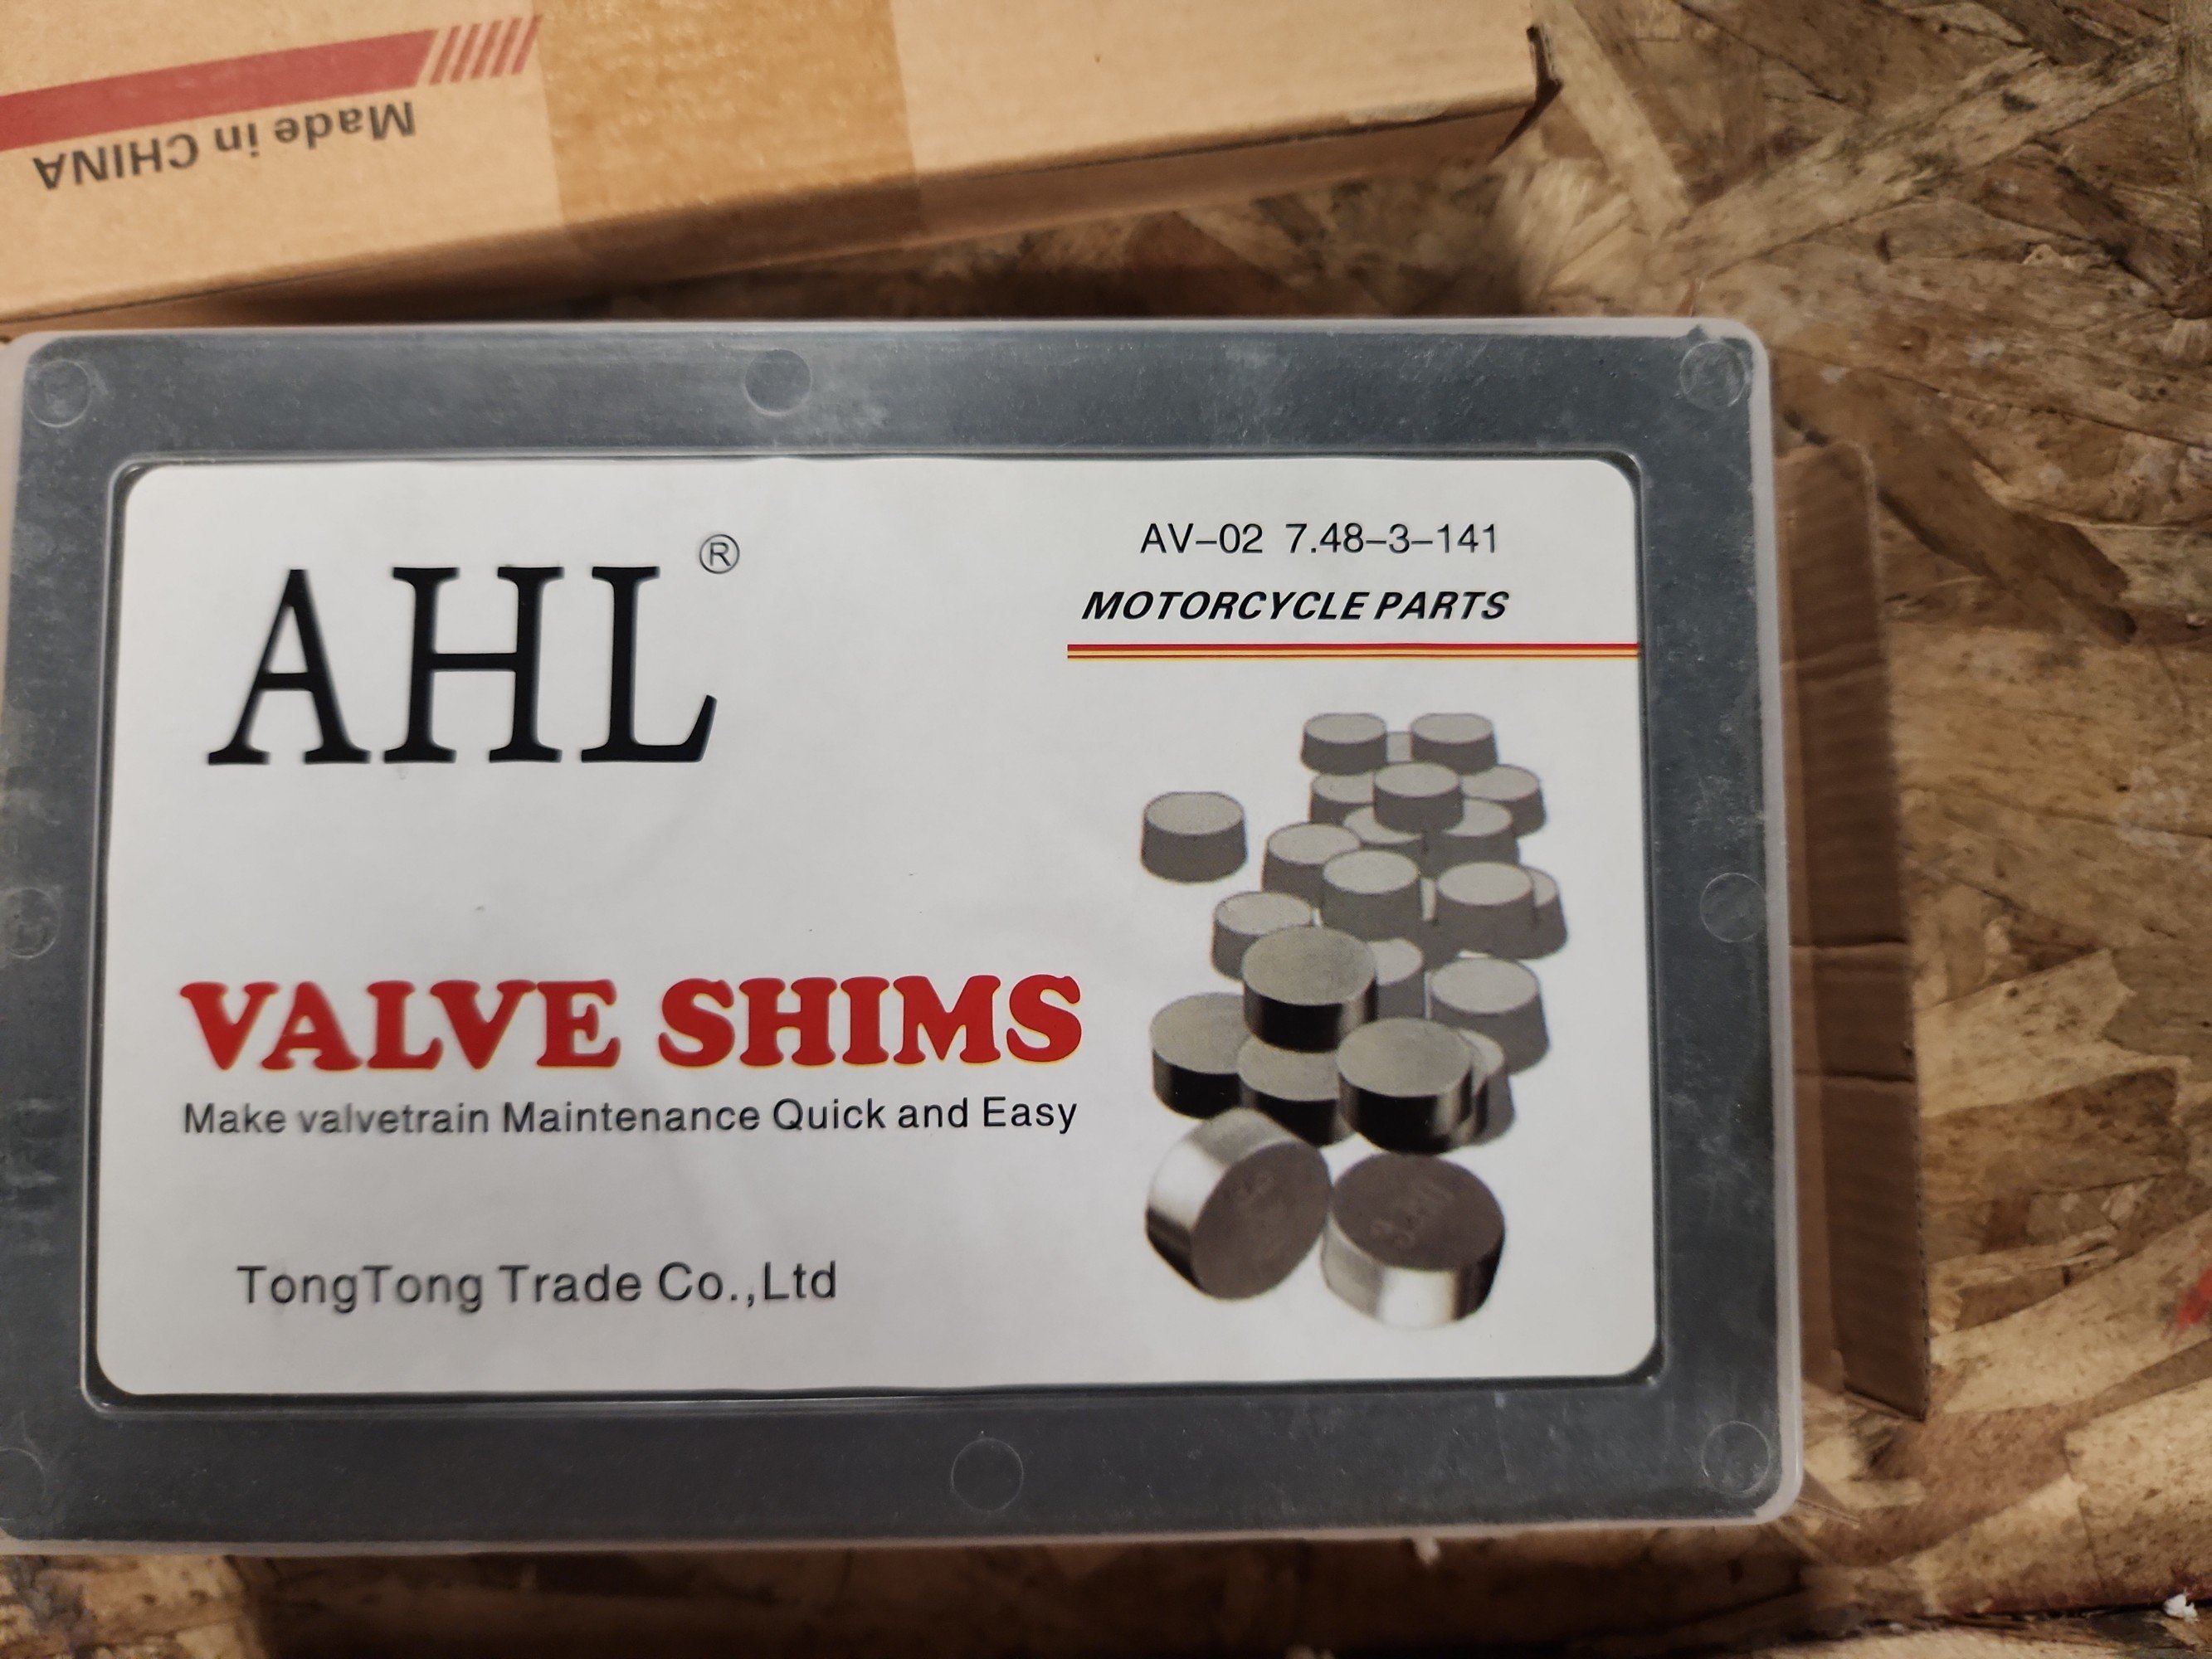 Made in CHINA
AHL®
AV-02 7.48-3-141
MOTORCYCLE PARTS
VALVE SHIMS
Make valvetrain Maintenance Quick and Easy
TongTong Trade Co.,Ltd